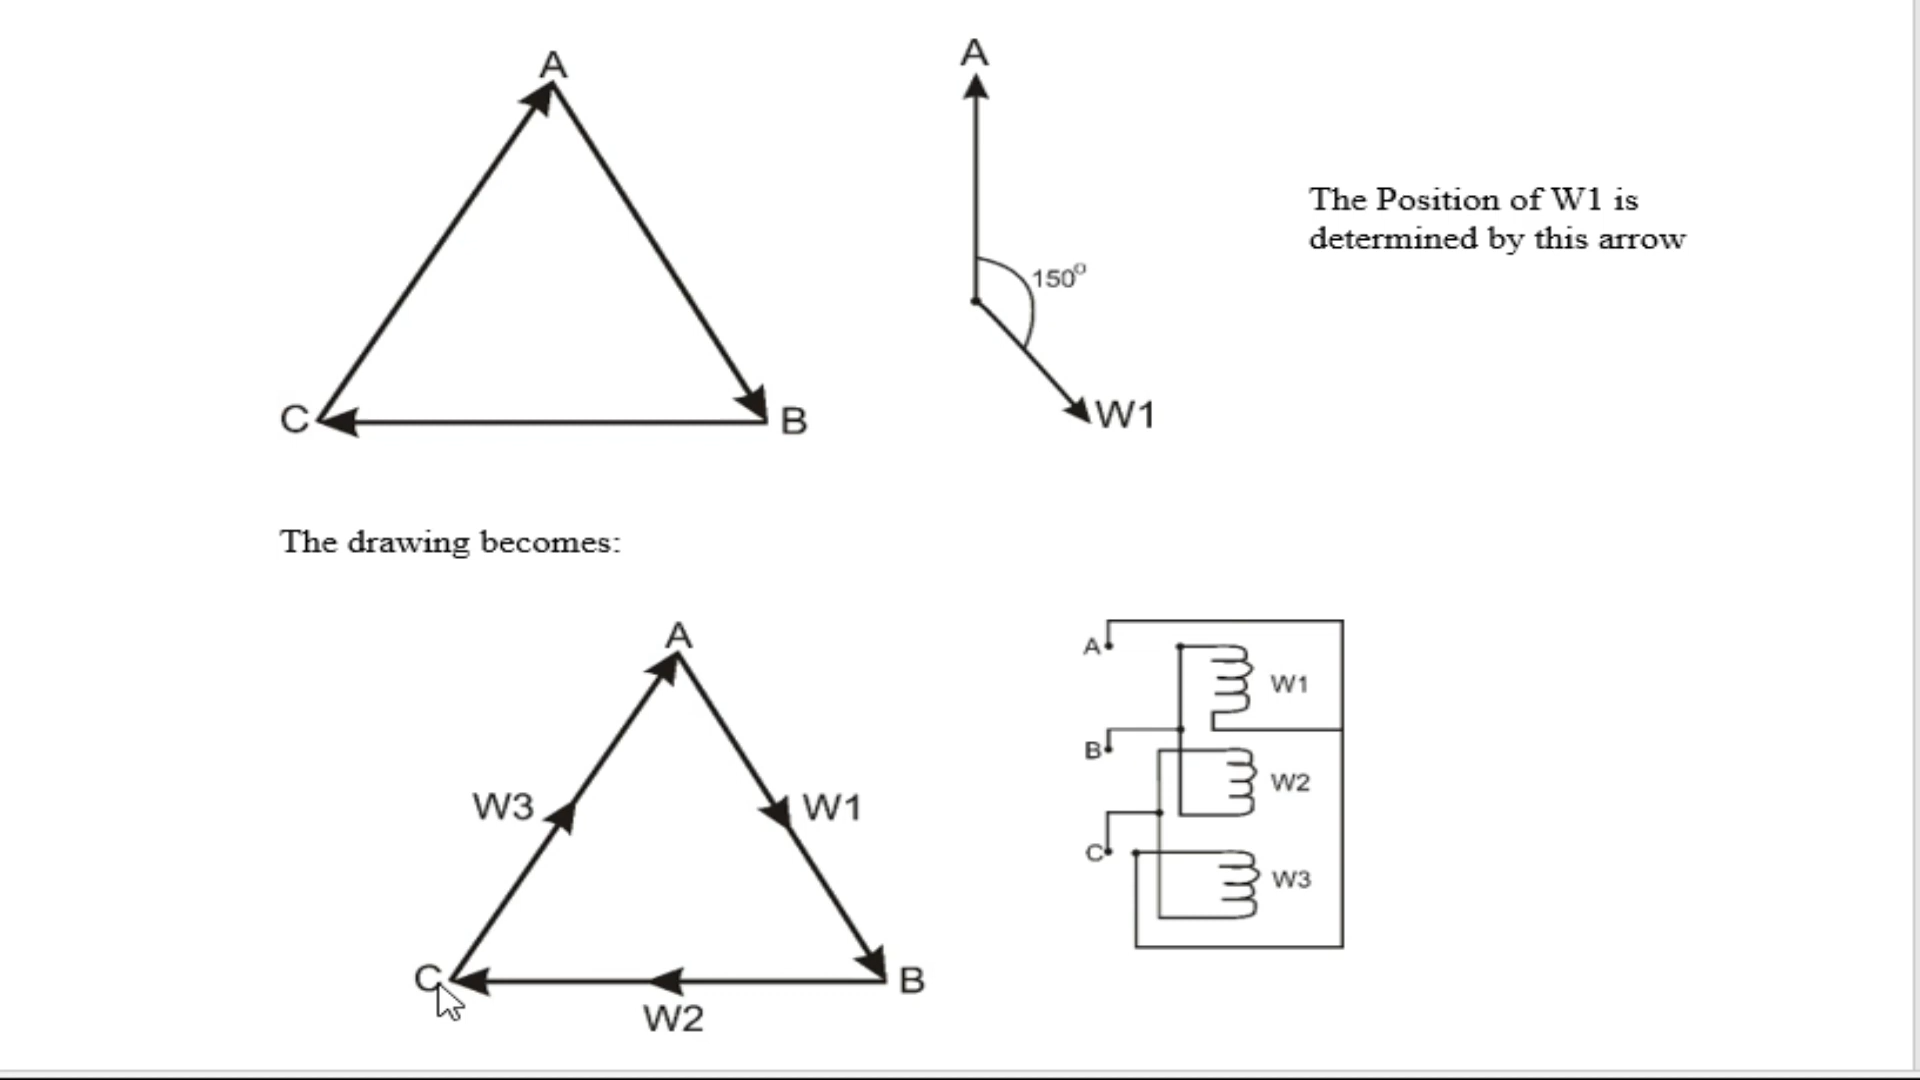 A
A
150°
The Position of W1 is
determined by this arrow
C
B
W1
The drawing becomes:
A
W3
W1
C
B
W2
A
W1
B
W2
C
W3